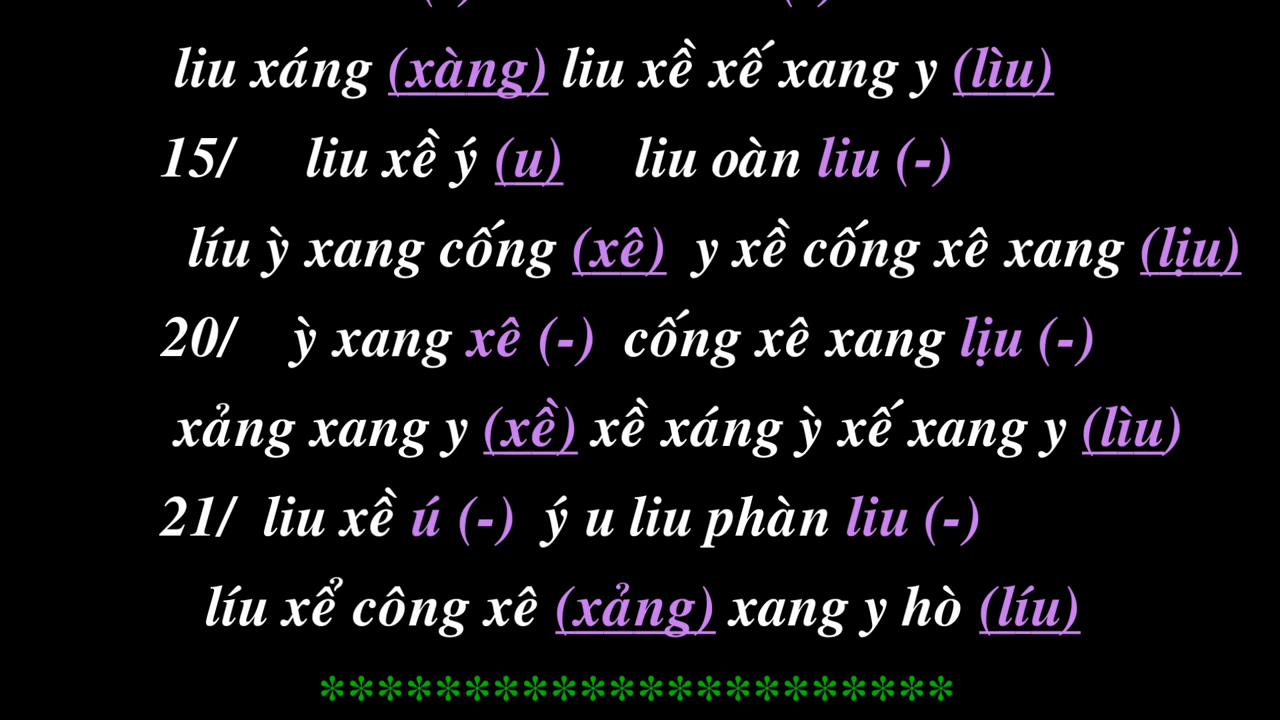 liu xáng (xàng) liu xề xế xang y (lìu)
15/ liu xề ý (u) liu oàn liu (-)
líu ỳ xang cống (xê) y xề cống xê xang (lịu)
20/ ỳ xang xê (-) cống xê xang lịu (-)
xảng xang y (xề) xề xáng ỳ xế xang y (lìu)
21/ liu xề ú (-) ý u liu phàn liu (-)
líu xể công xê (xảng) xang y hò (líu)
**********************